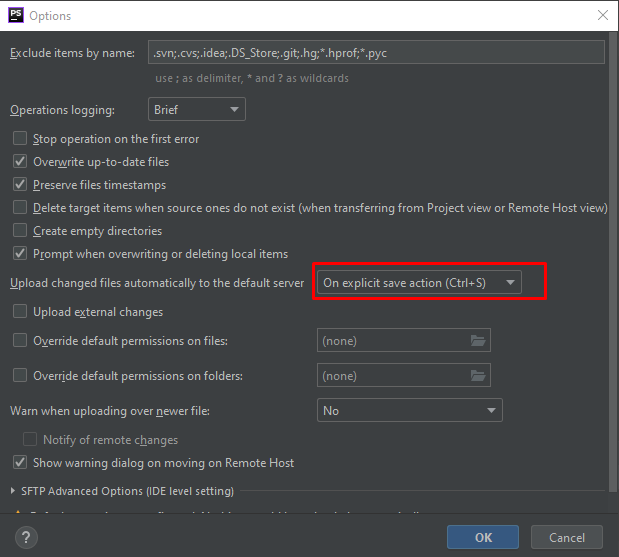 PS Options
Exclude items by name: .svn;.cvs;.idea;.DS_Store;.git;.hg;*.hprof;*.pyc
use ; as delimiter, * and ? as wildcards
Operations logging: Brief
Stop operation on the first error
Overwrite up-to-date files
Preserve files timestamps
Delete target items when source ones do not exist (when transferring from Project view or Remote Host view)
Create empty directories
Prompt when overwriting or deleting local items
Upload changed files automatically to the default server On explicit save action (Ctrl+S)
Upload external changes
Override default permissions on files: (none)
Override default permissions on folders: (none)
Warn when uploading over newer file: No
Notify of remote changes
Show warning dialog on moving on Remote Host
SFTP Advanced Options (IDE level setting)
? OK Cancel